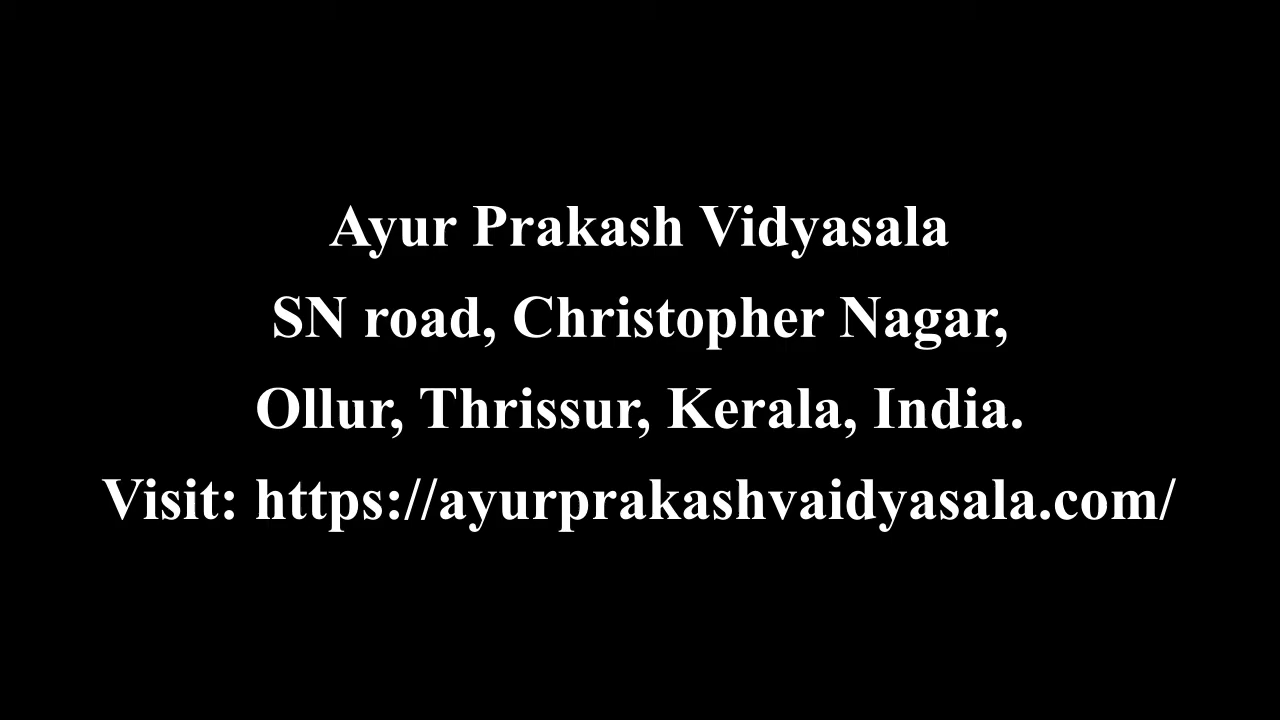 Ayur Prakash Vidyasala
SN road, Christopher Nagar,
Ollur, Thrissur, Kerala, India.
Visit: https://ayurprakashvaidyasala.com/